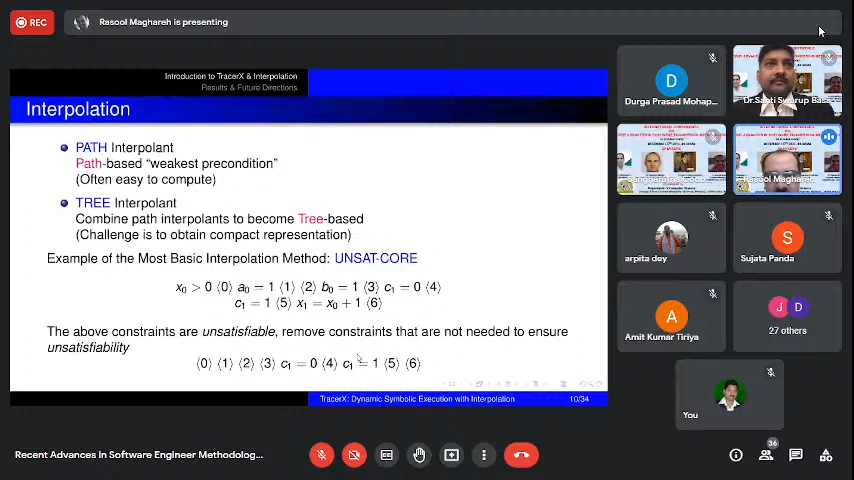 REC
Rasool Maghareh is presenting
Introduction to TracerX & Interpolation
Results & Future Directions
Interpolation
PATH Interpolant
Path-based "weakest precondition"
(Often easy to compute)
TREE Interpolant
Combine path interpolants to become Tree-based
(Challenge is to obtain compact representation)
Example of the Most Basic Interpolation Method: UNSAT-CORE
x₀ > 0 ⟨0⟩ a₀ = 1 ⟨1⟩ ⟨2⟩ b₀ = 1 ⟨3⟩ c₁ = 0 ⟨4⟩
c₁ = 1 ⟨5⟩ x₁ = x₀ + 1 ⟨6⟩
The above constraints are unsatisfiable, remove constraints that are not needed to ensure
unsatisfiability
⟨0⟩ ⟨1⟩ ⟨2⟩ ⟨3⟩ c₁ = 0 ⟨4⟩ c₁ = 1 ⟨5⟩ ⟨6⟩
TracerX: Dynamic Symbolic Execution with Interpolation
10/34
D
Durga Prasad Mohap...
Dr.Santi Swarup Basa
Rasool Maghareh
arpita dey
S
Sujata Panda
A
Amit Kumar Tiriya
J D
27 others
You
Recent Advances in Software Engineer Methodolog...
36